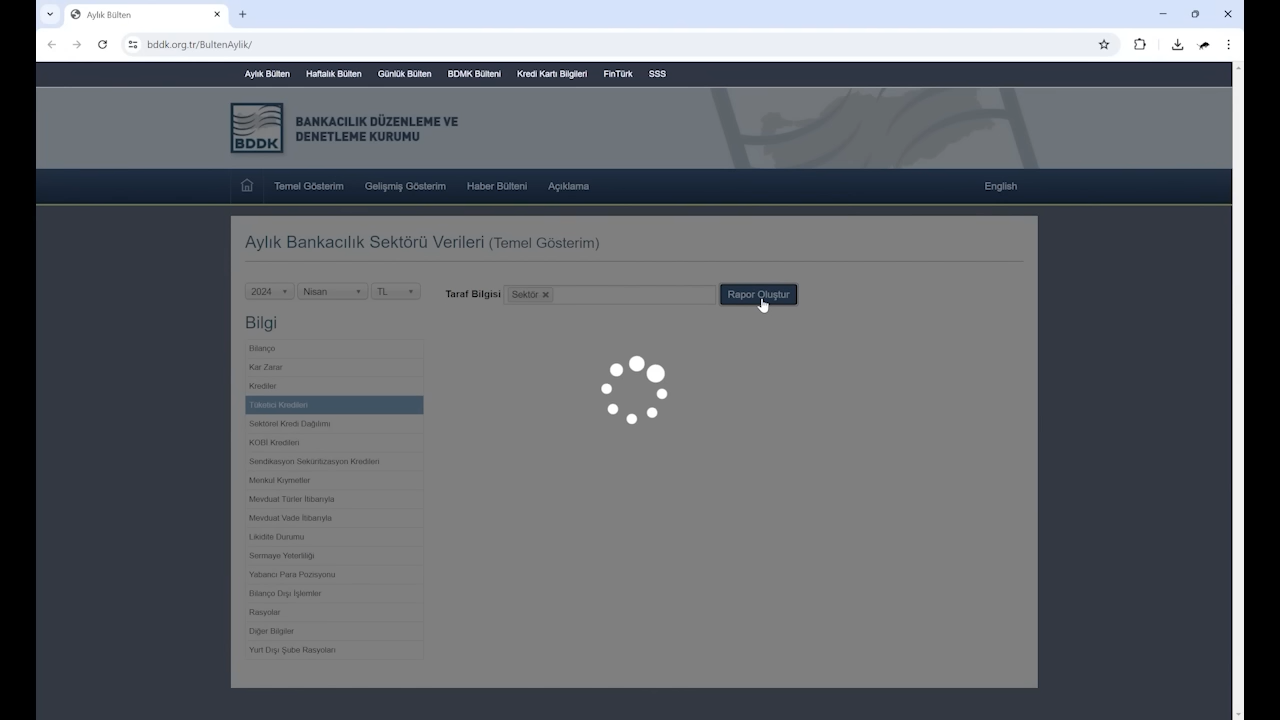 Aylık Bülten
bddk.org.tr/BultenAylik/
Aylık Bülten Haftalık Bülten Günlük Bülten BDMK Bülteni Kredi Kartı Bilgileri FinTürk SSS
BDDK
BANKACILIK DÜZENLEME VE
DENETLEME KURUMU
Temel Gösterim Gelişmiş Gösterim Haber Bülteni Açıklama English
Aylık Bankacılık Sektörü Verileri (Temel Gösterim)
2024 Nisan TL Taraf Bilgisi Sektör Rapor Oluştur
Bilgi
Bilanço
Kar Zarar
Krediler
Tüketici Kredileri
Sektörel Kredi Dağılımı
KOBİ Kredileri
Sendikasyon Seküritizasyon Kredileri
Menkul Kıymetler
Mevduat Türler İtibarıyla
Mevduat Vade İtibarıyla
Likidite Durumu
Sermaye Yeterliliği
Yabancı Para Pozisyonu
Bilanço Dışı İşlemler
Rasyolar
Diğer Bilgiler
Yurt Dışı Şube Rasyoları